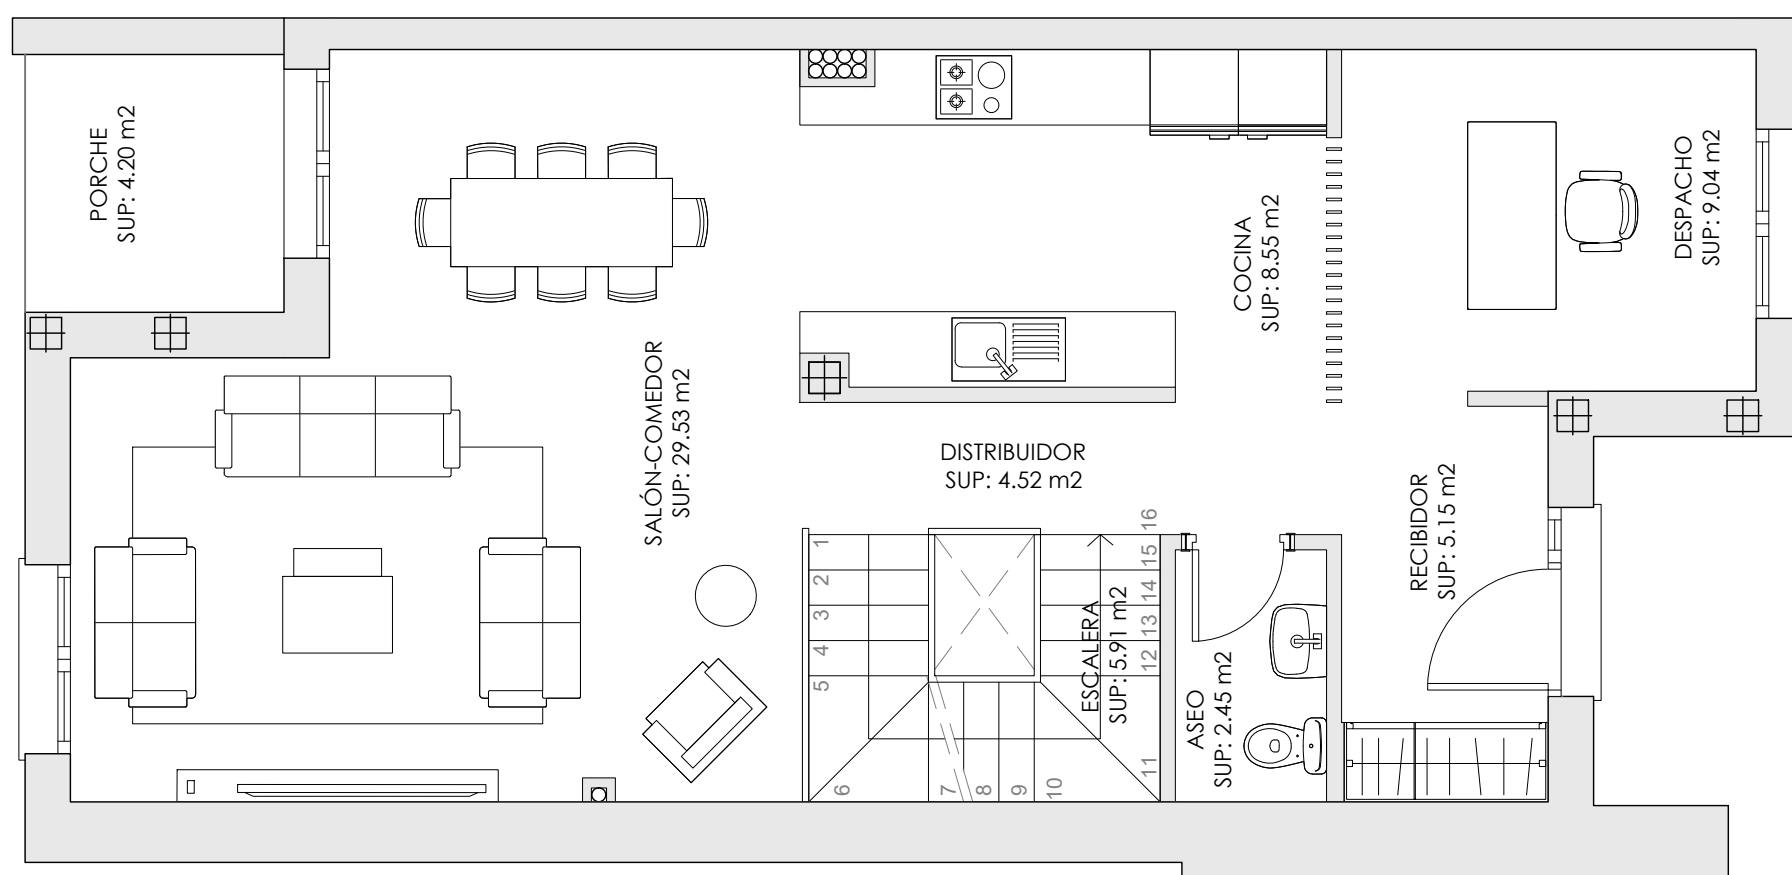 PORCHE
SUP: 4.20 m2
SALÓN-COMEDOR
SUP: 29.53 m2
COCINA
SUP: 8.55 m2
DESPACHO
SUP: 9.04 m2
DISTRIBUIDOR
SUP: 4.52 m2
RECIBIDOR
SUP: 5.15 m2
ESCALERA
SUP: 5.91 m2
ASEO
SUP: 2.45 m2
1
2
3
4
5
6
7
8
9
10
11
12
13
14
15
16